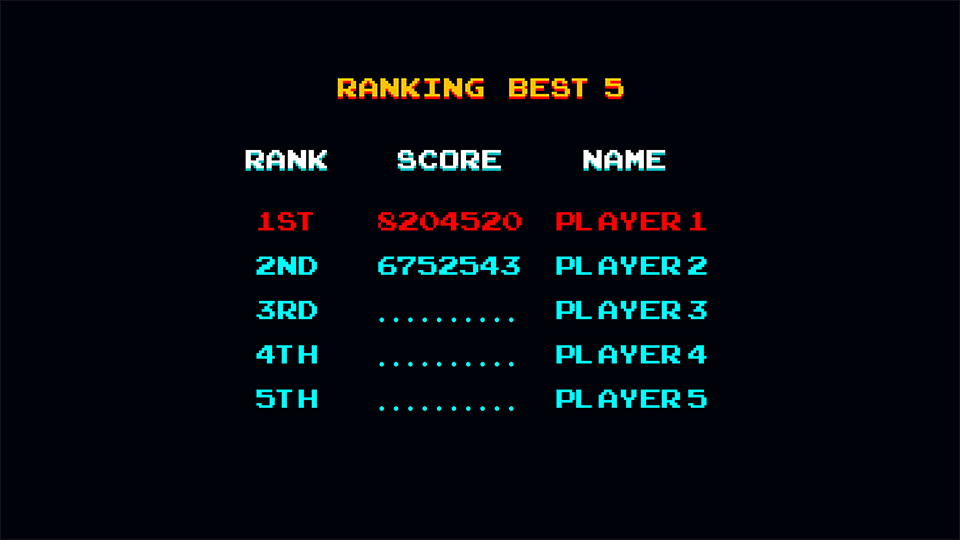 RANKING BEST 5
RANK SCORE NAME
1ST 8204520 PLAYER 1
2ND 6752543 PLAYER 2
3RD .......... PLAYER 3
4TH .......... PLAYER 4
5TH .......... PLAYER 5